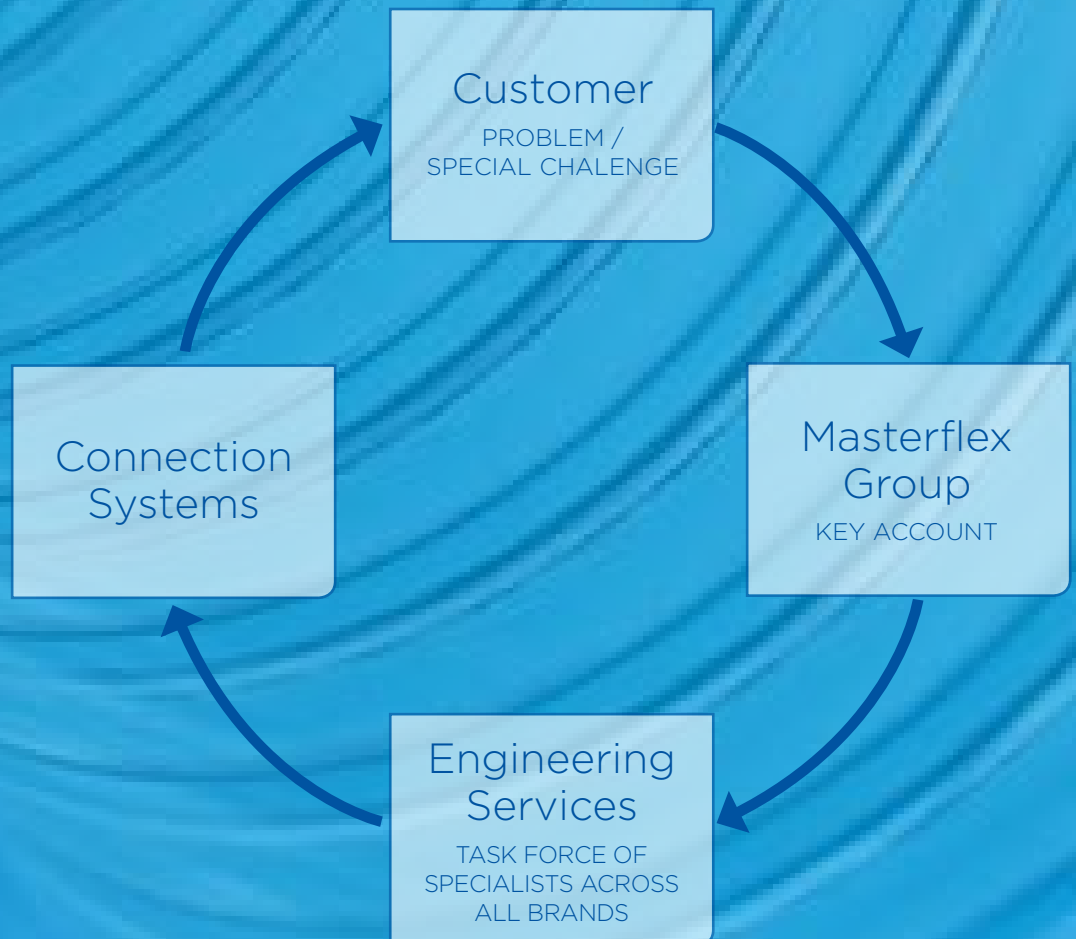 Customer
PROBLEM /
SPECIAL CHALENGE
Masterflex
Group
KEY ACCOUNT
Engineering
Services
TASK FORCE OF
SPECIALISTS ACROSS
ALL BRANDS
Connection
Systems